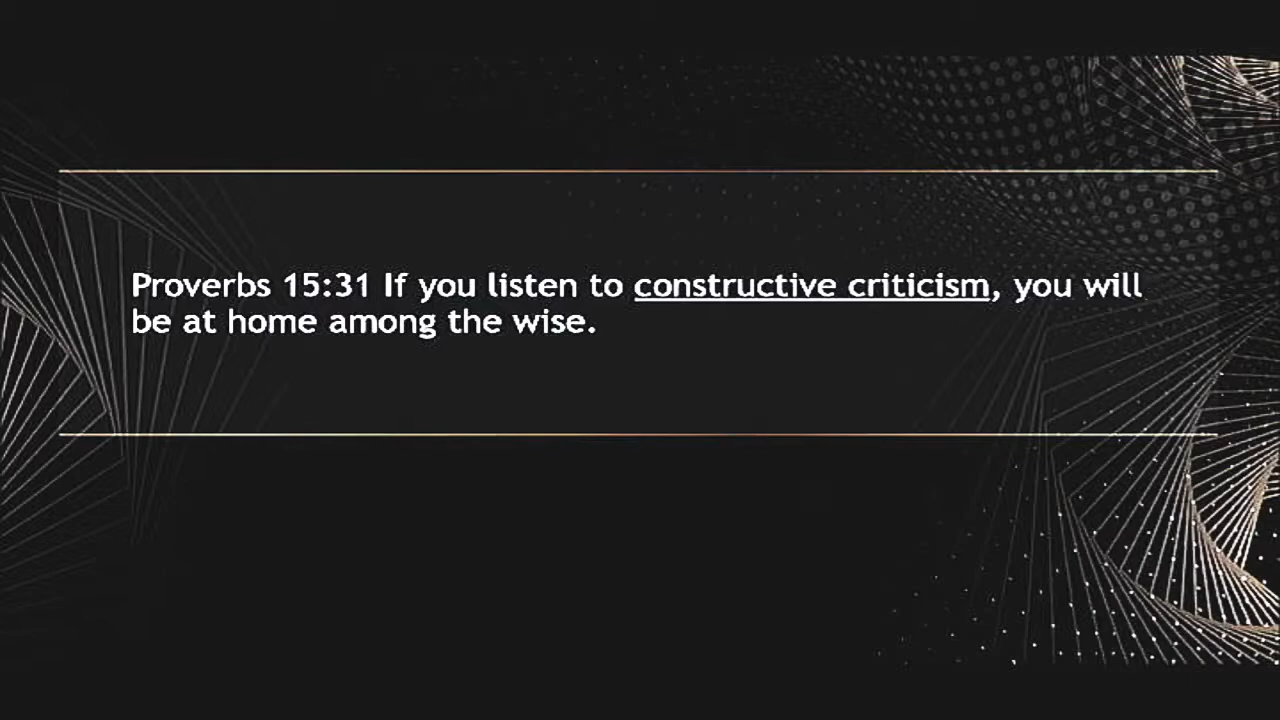 Proverbs 15:31 If you listen to constructive criticism, you will
be at home among the wise.